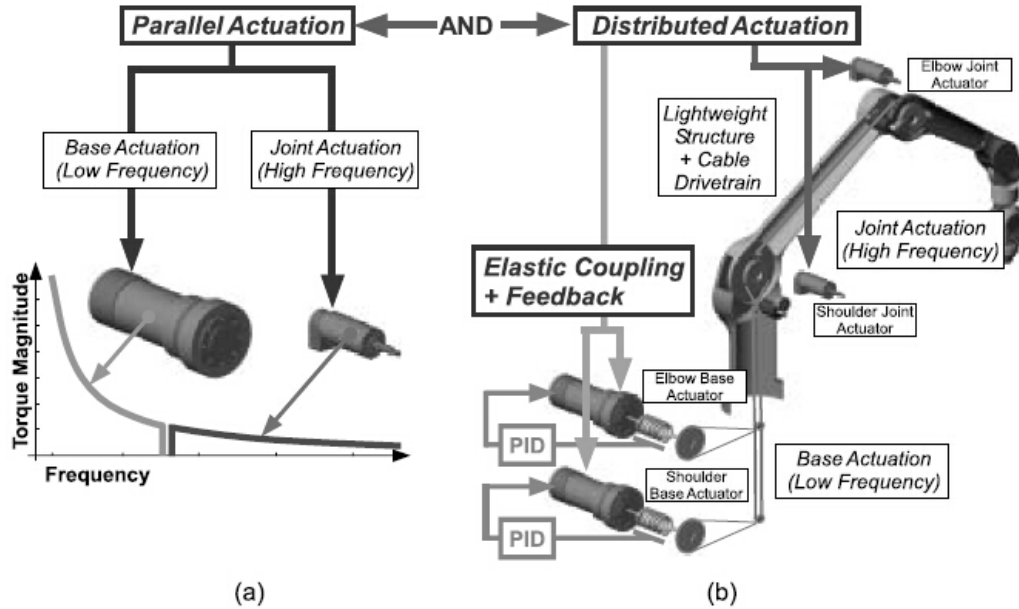 Parallel Actuation
AND
Distributed Actuation
Base Actuation
(Low Frequency)
Joint Actuation
(High Frequency)
Torque Magnitude
Frequency
(a)
Elbow Joint
Actuator
Lightweight
Structure
+ Cable
Drivetrain
Joint Actuation
(High Frequency)
Elastic Coupling
+ Feedback
Shoulder Joint
Actuator
Elbow Base
Actuator
PID
Shoulder
Base Actuator
Base Actuation
(Low Frequency)
PID
(b)